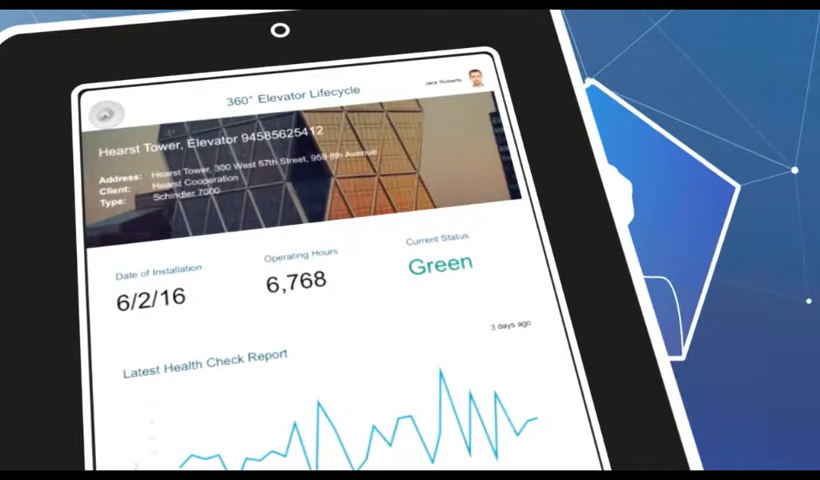 360° Elevator Lifecycle
Jack Roberts
Hearst Tower, Elevator 94585625412
Address: Hearst Tower, 300 West 57th Street, 959 8th Avenue
Client: Hearst Cooperation
Type: Schindler 7000
Date of Installation
6/2/16
Operating Hours
6,768
Current Status
Green
3 days ago
Latest Health Check Report